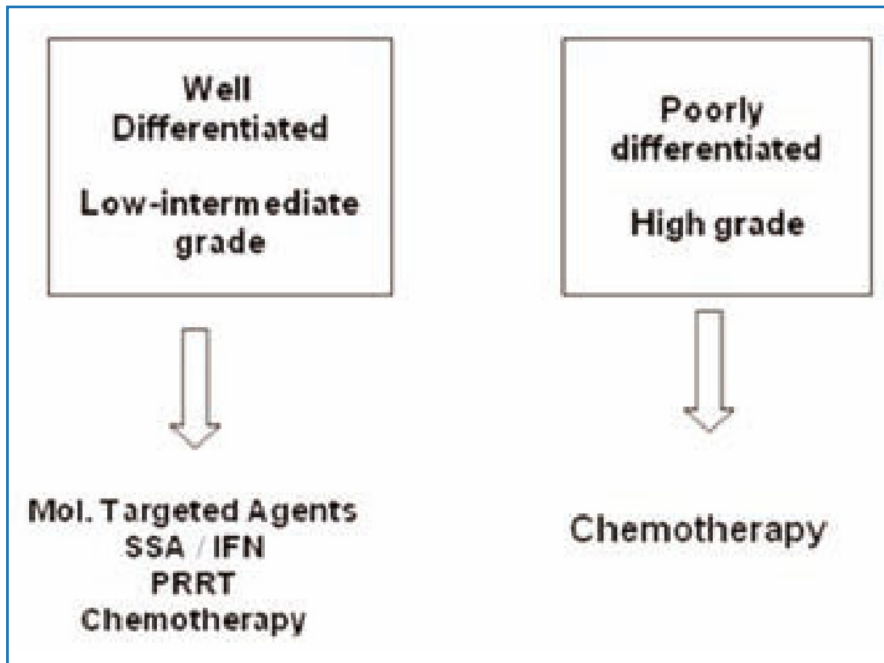 Well
Differentiated
Low-intermediate
grade
Poorly
differentiated
High grade
Mol. Targeted Agents
SSA / IFN
PRRT
Chemotherapy
Chemotherapy